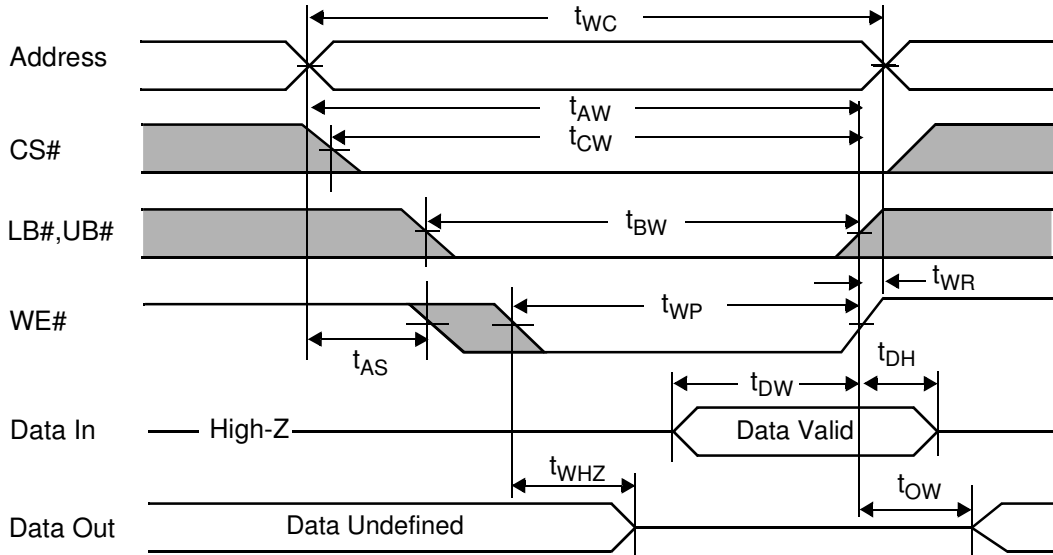 tWC
Address
tAW
tCW
CS#
tBW
LB#,UB#
tWR
tWP
WE#
tAS
tDH
tDW
Data In
High-Z
Data Valid
tWHZ
tOW
Data Out
Data Undefined